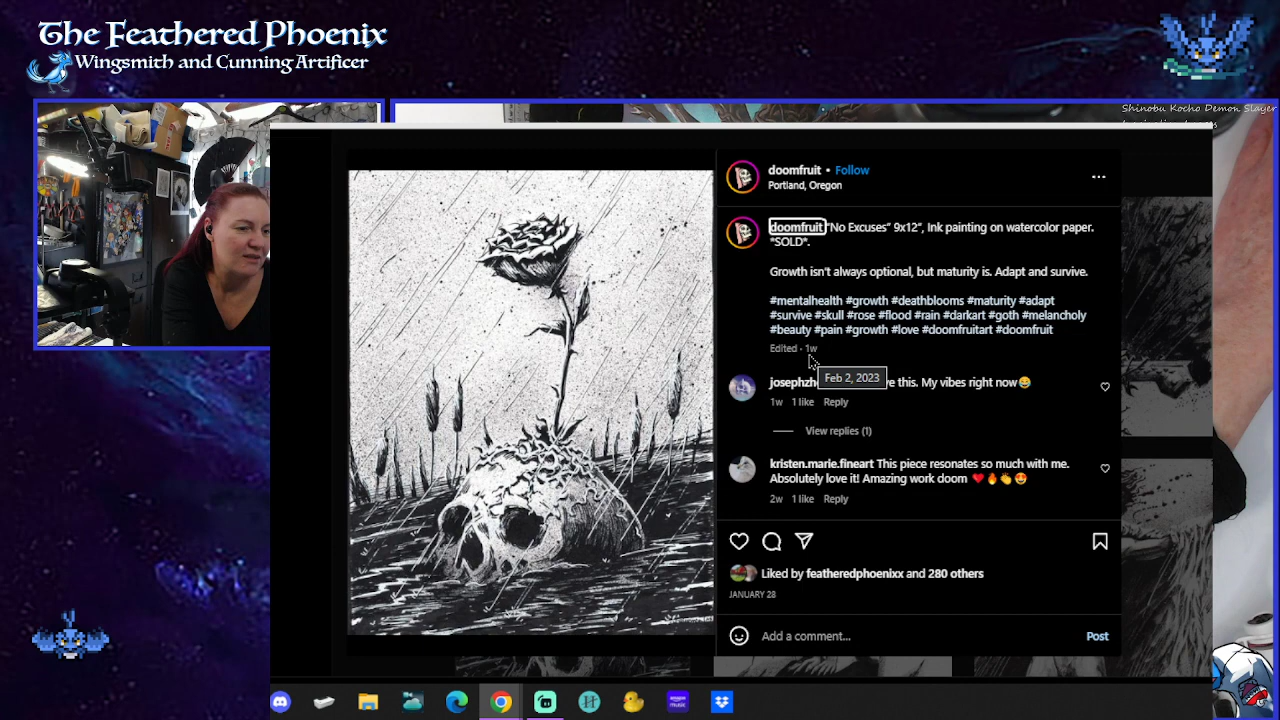 The Feathered Phoenix
Wingsmith and Cunning Artificer
Shinobu Kocho Demon Slayer
doomfruit • Follow
Portland, Oregon
doomfruit "No Excuses" 9x12", Ink painting on watercolor paper.
*SOLD*.
Growth isn't always optional, but maturity is. Adapt and survive.
#mentalhealth #growth #deathblooms #maturity #adapt
#survive #skull #rose #flood #rain #darkart #goth #melancholy
#beauty #pain #growth #love #doomfruitart #doomfruit
Edited · 1w
Feb 2, 2023
this. My vibes right now😂
1w 1 like Reply
View replies (1)
kristen.marie.fineart This piece resonates so much with me.
Absolutely love it! Amazing work doom ❤️🔥👏😍
2w 1 like Reply
Liked by featheredphoenixx and 280 others
JANUARY 28
Add a comment... Post
amazon
music